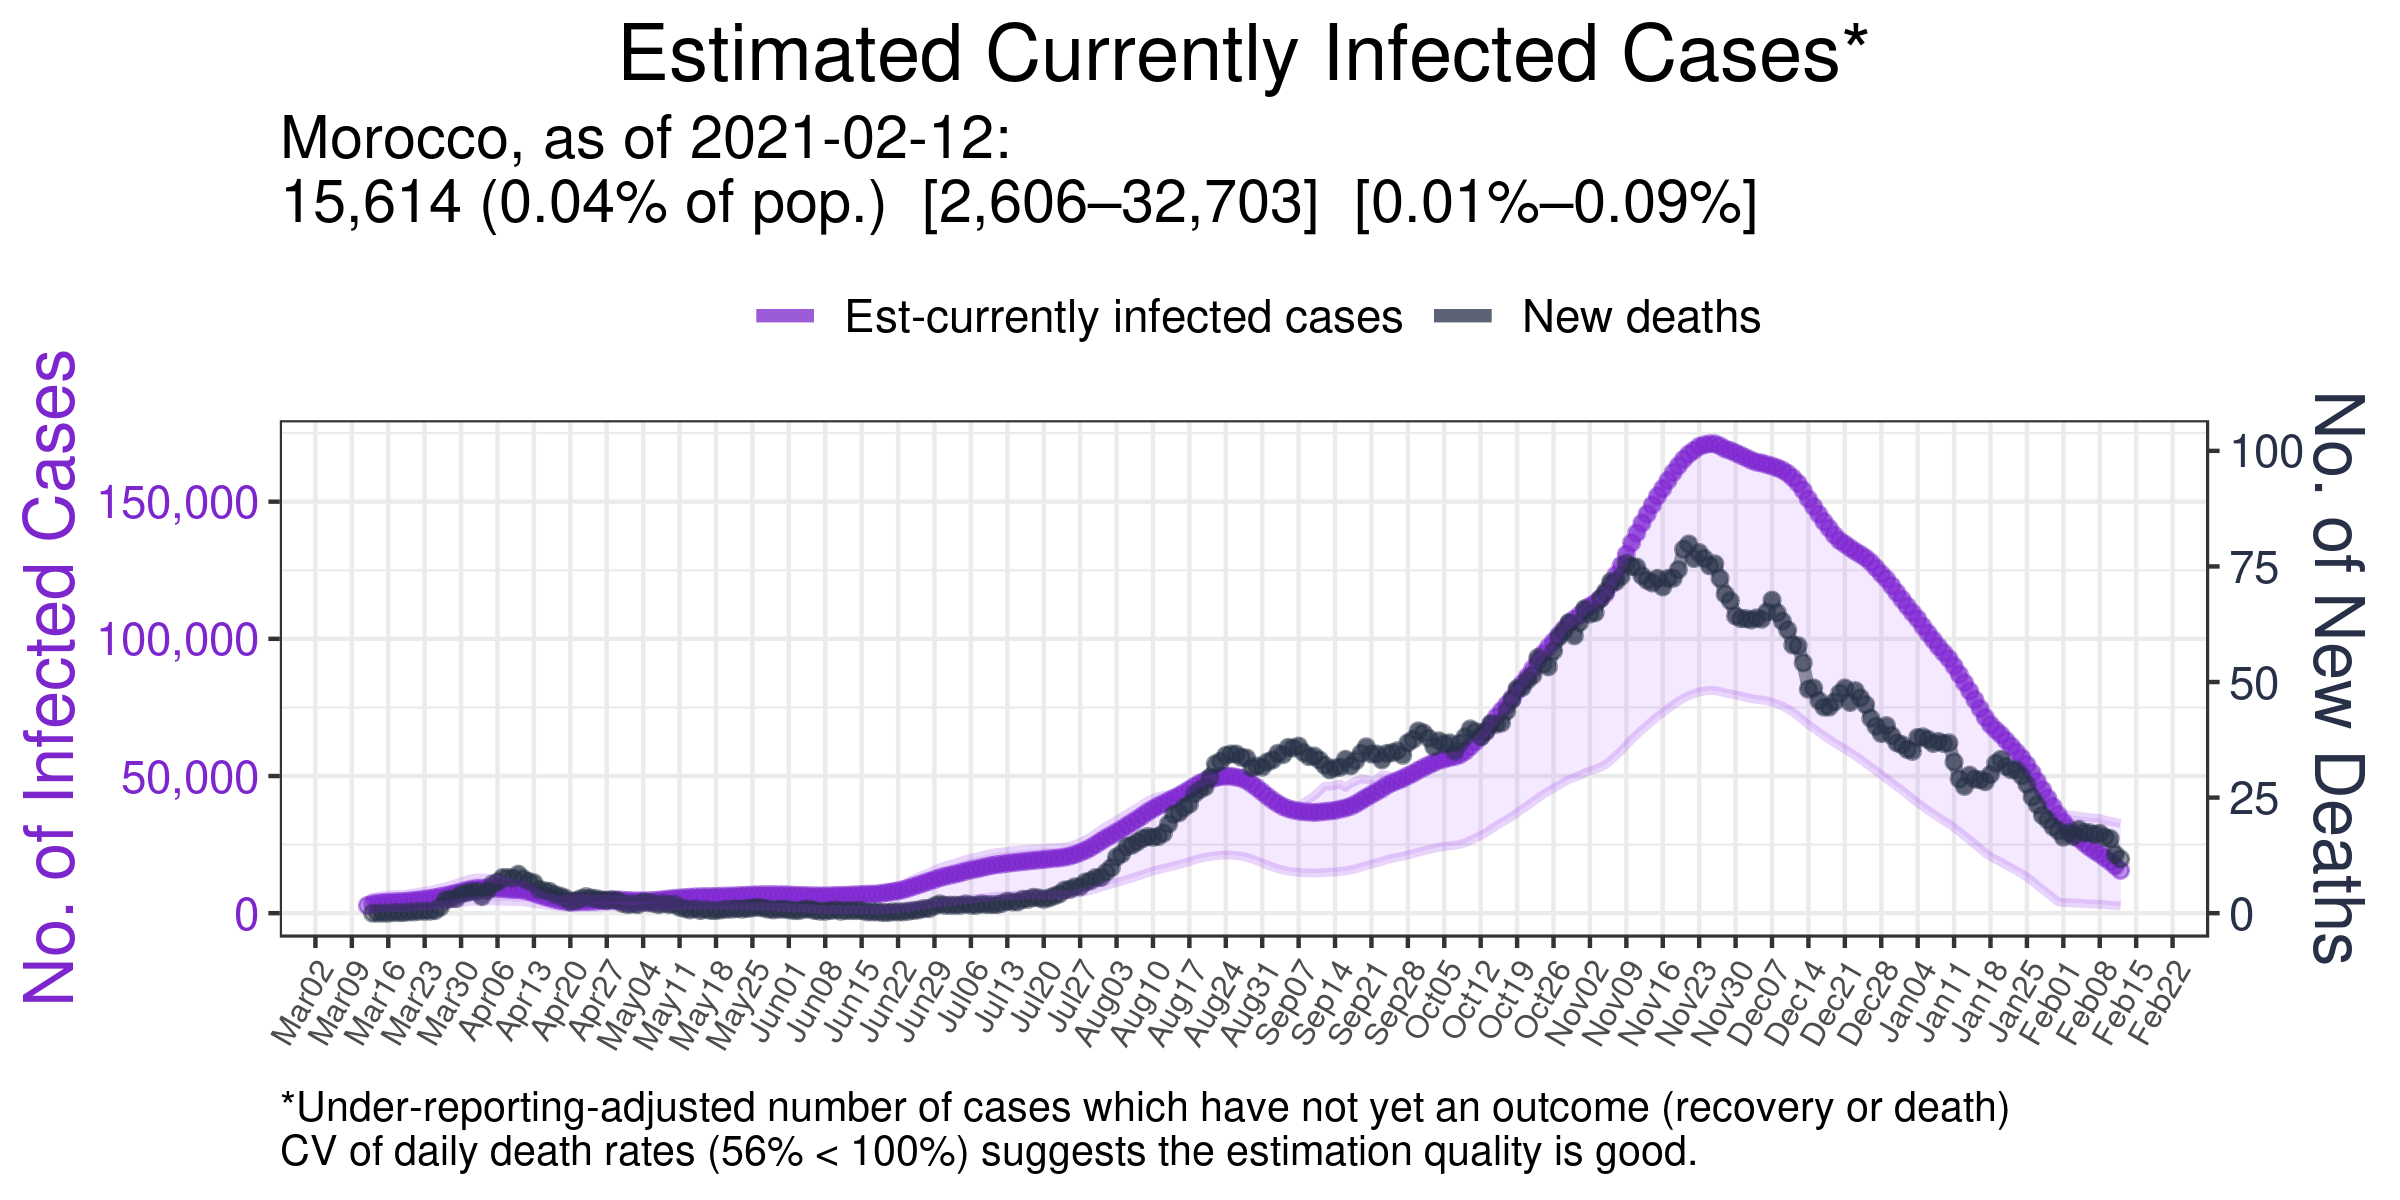 Estimated Currently Infected Cases*
Morocco, as of 2021-02-12:
15,614 (0.04% of pop.) [2,606–32,703] [0.01%–0.09%]
Est-currently infected cases New deaths
No. of Infected Cases
150,000
100,000
50,000
0
100
75
50
25
0
No. of New Deaths
Mar02 Mar09 Mar16 Mar23 Mar30 Apr06 Apr13 Apr20 Apr27 May04 May11 May18 May25 Jun01 Jun08 Jun15 Jun22 Jun29 Jul06 Jul13 Jul20 Jul27 Aug03 Aug10 Aug17 Aug24 Aug31 Sep07 Sep14 Sep21 Sep28 Oct05 Oct12 Oct19 Oct26 Nov02 Nov09 Nov16 Nov23 Nov30 Dec07 Dec14 Dec21 Dec28 Jan04 Jan11 Jan18 Jan25 Feb01 Feb08 Feb15 Feb22
*Under-reporting-adjusted number of cases which have not yet an outcome (recovery or death)
CV of daily death rates (56% < 100%) suggests the estimation quality is good.